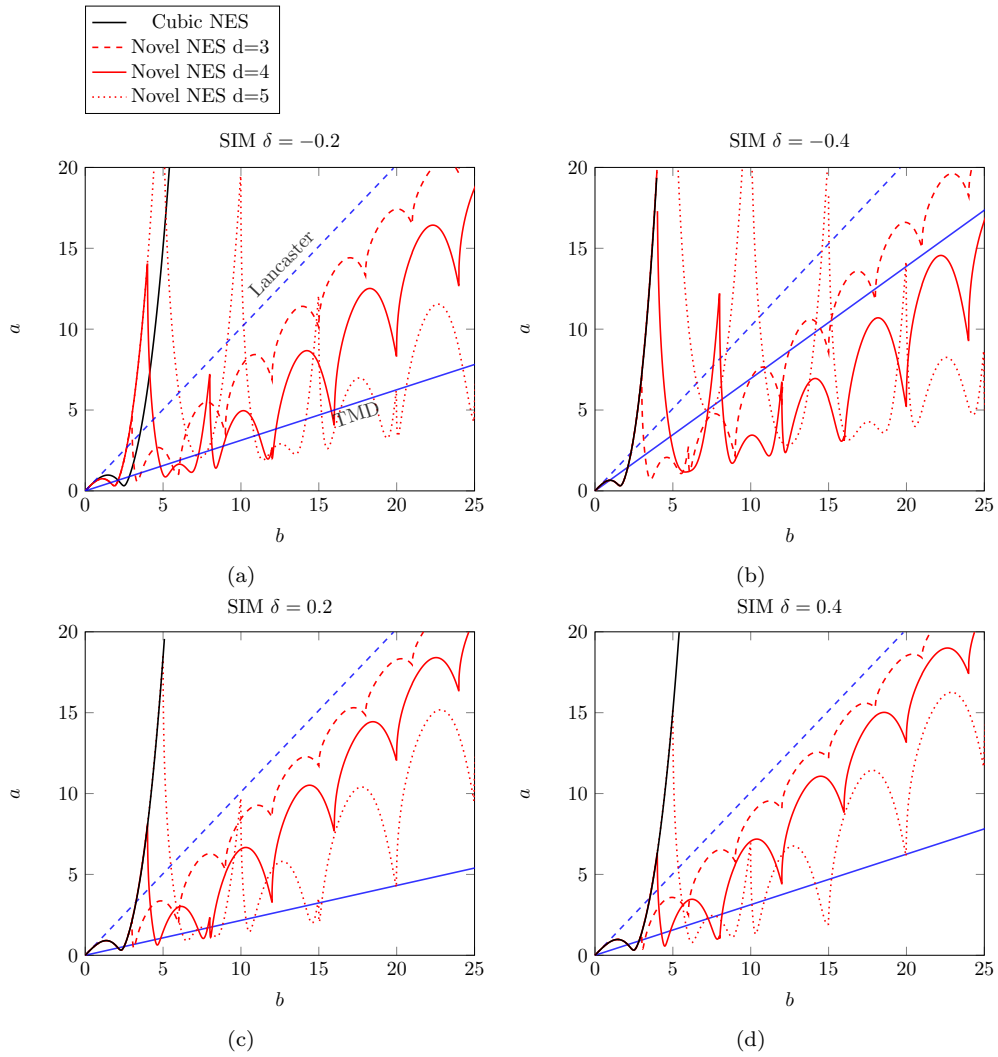 Cubic NES
Novel NES d=3
Novel NES d=4
Novel NES d=5
SIM δ = −0.2
20
15
10
5
0
a
Lancaster
TMD
0 5 10 15 20 25
b
(a)
SIM δ = −0.4
20
15
10
5
0
a
0 5 10 15 20 25
b
(b)
SIM δ = 0.2
20
15
10
5
0
a
0 5 10 15 20 25
b
(c)
SIM δ = 0.4
20
15
10
5
0
a
0 5 10 15 20 25
b
(d)